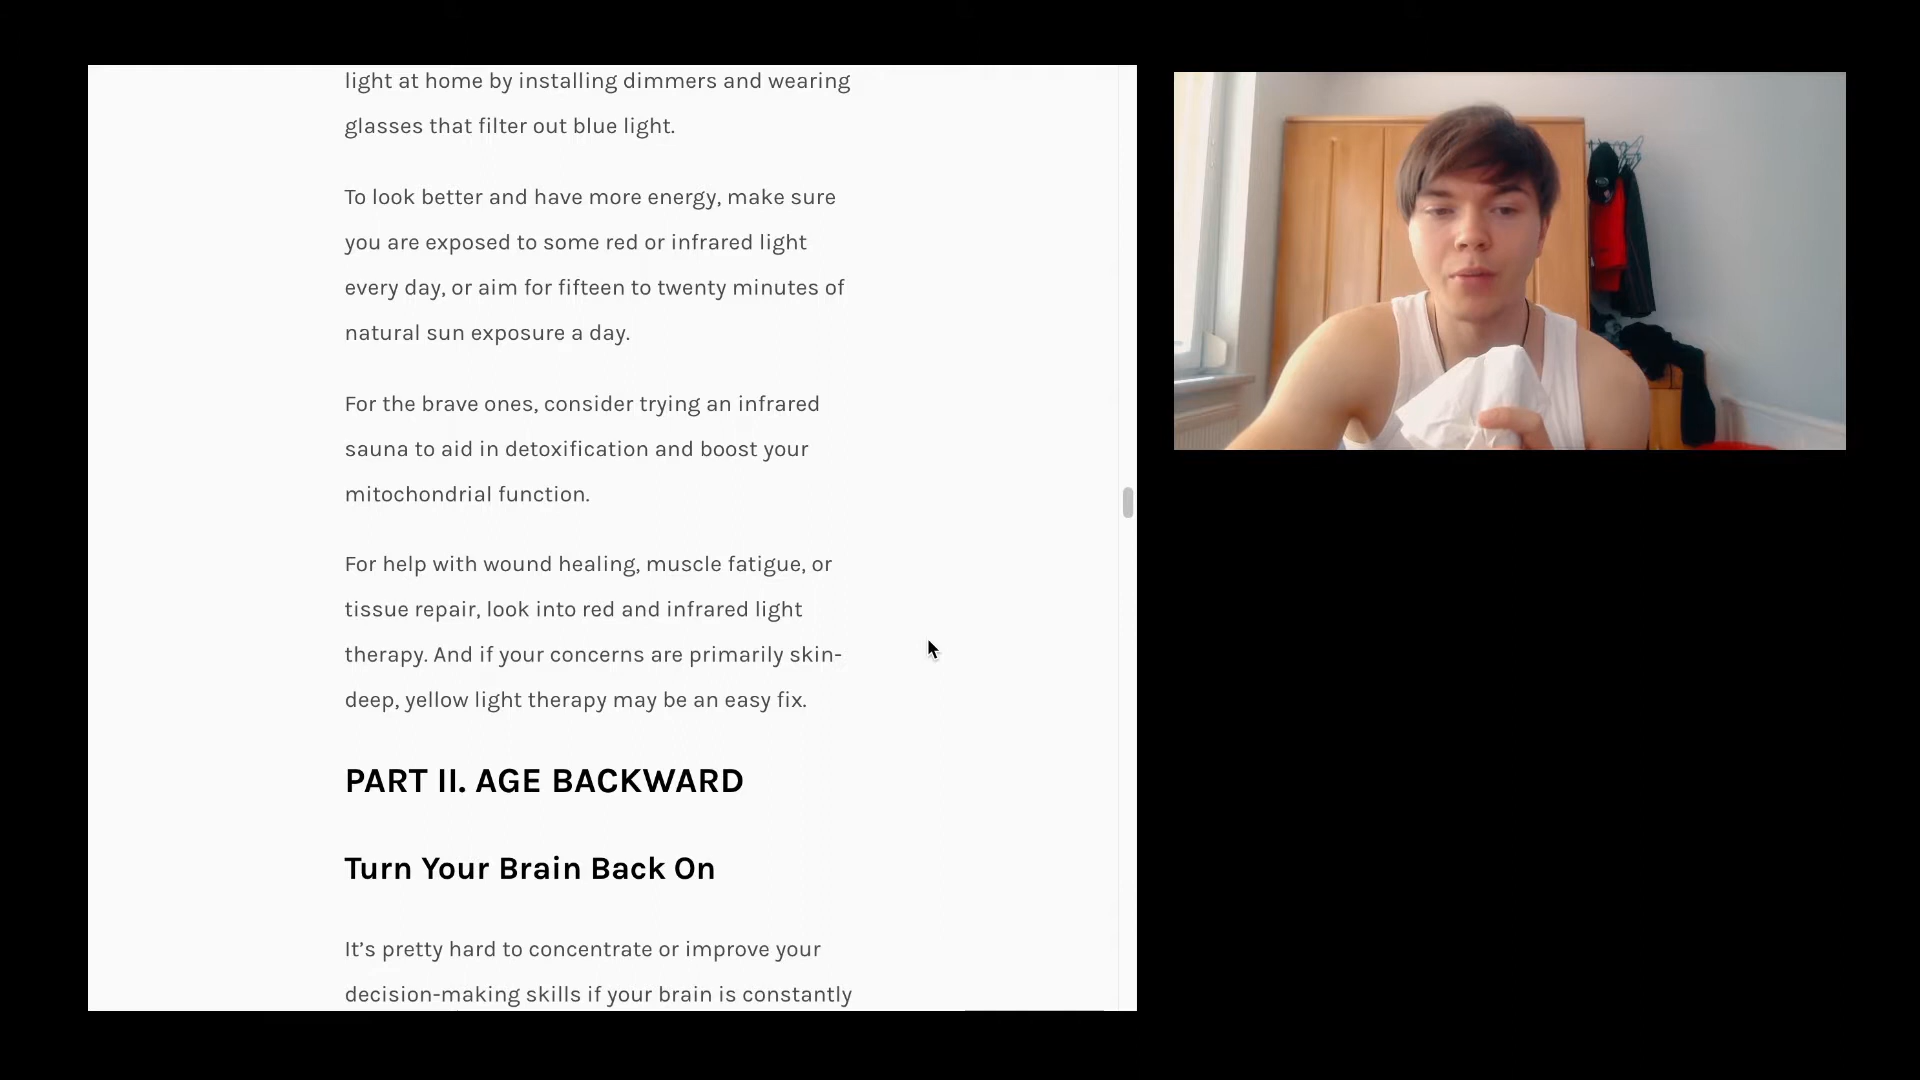 light at home by installing dimmers and wearing
glasses that filter out blue light.
To look better and have more energy, make sure
you are exposed to some red or infrared light
every day, or aim for fifteen to twenty minutes of
natural sun exposure a day.
For the brave ones, consider trying an infrared
sauna to aid in detoxification and boost your
mitochondrial function.
For help with wound healing, muscle fatigue, or
tissue repair, look into red and infrared light
therapy. And if your concerns are primarily skin-
deep, yellow light therapy may be an easy fix.
PART II. AGE BACKWARD
Turn Your Brain Back On
It’s pretty hard to concentrate or improve your
decision-making skills if your brain is constantly